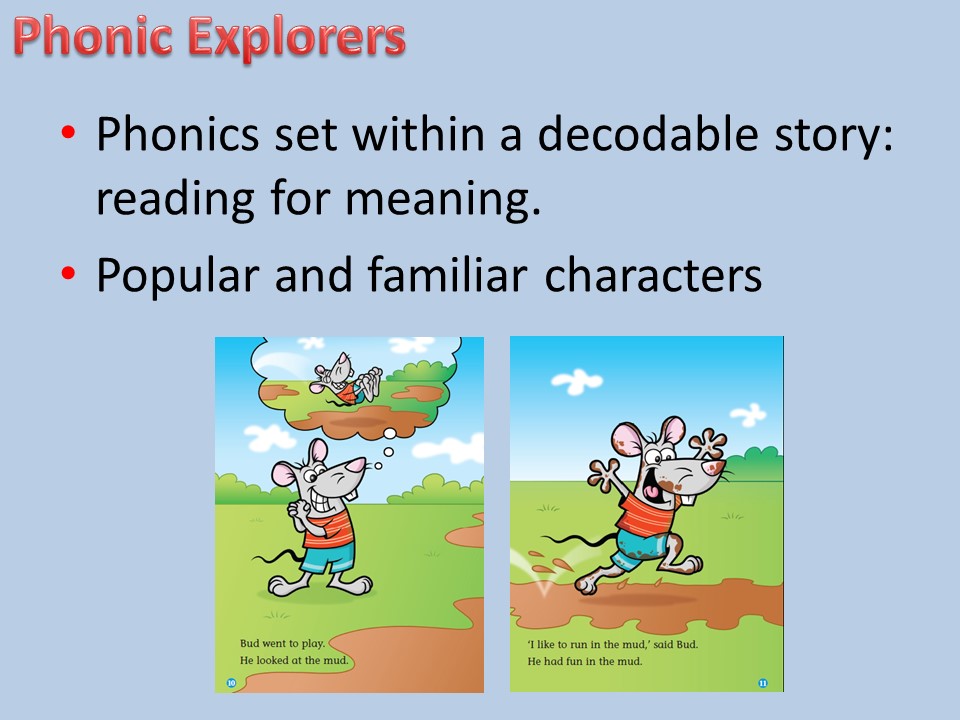 Phonic Explorers
• Phonics set within a decodable story:
reading for meaning.
• Popular and familiar characters
Bud went to play.
He looked at the mud.
10
‘I like to run in the mud,’ said Bud.
He had fun in the mud.
11